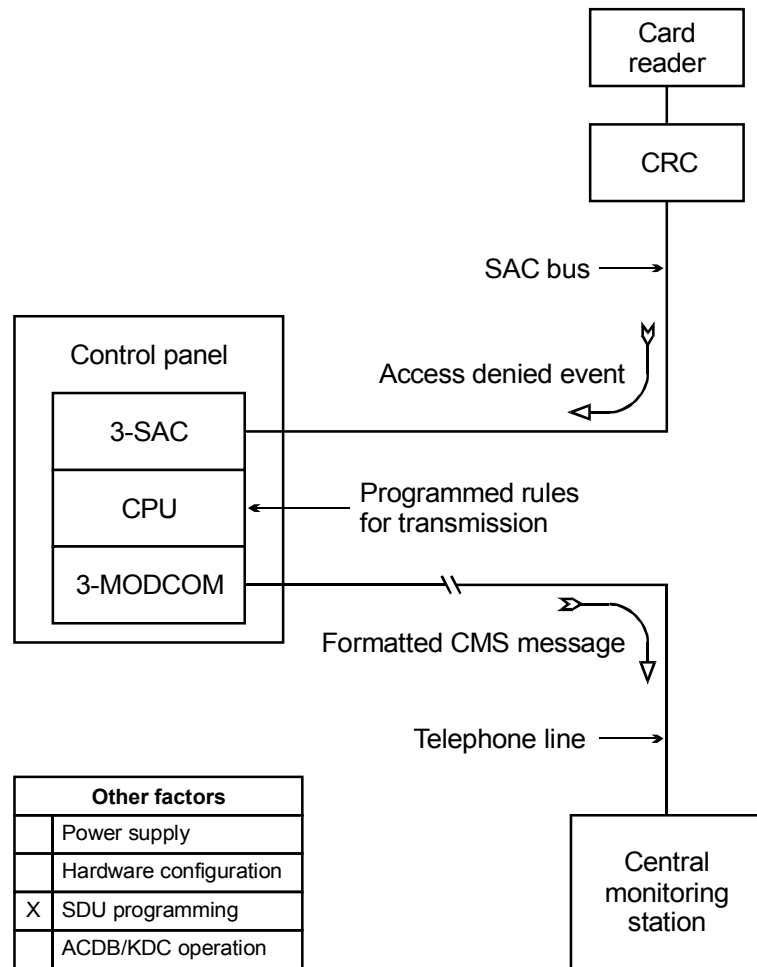 Card
reader
CRC
SAC bus
Control panel
Access denied event
3-SAC
CPU
Programmed rules
for transmission
3-MODCOM
Formatted CMS message
Telephone line
Other factors
Power supply
Hardware configuration
X SDU programming
ACDB/KDC operation
Central
monitoring
station